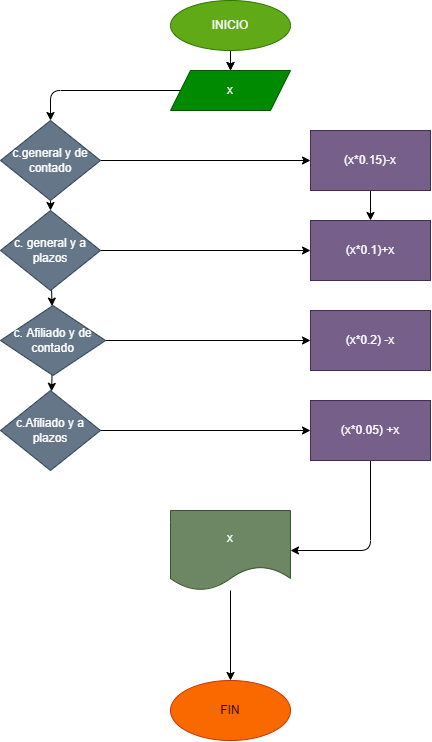 INICIO
x
c.general y de
contado
(x*0.15)-x
c. general y a
plazos
(x*0.1)+x
c. Afiliado y de
contado
(x*0.2) -x
c.Afiliado y a
plazos
(x*0.05) +x
x
FIN